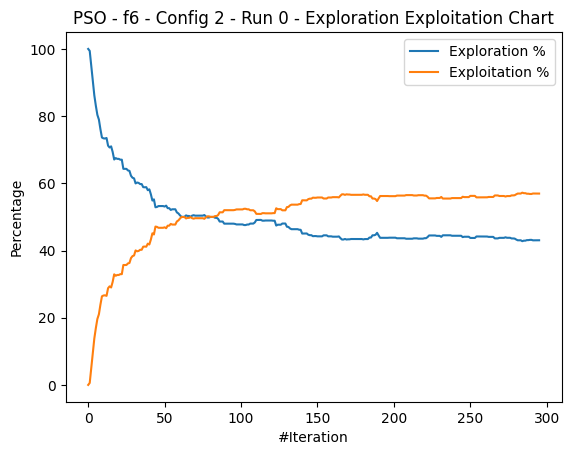 PSO - f6 - Config 2 - Run 0 - Exploration Exploitation Chart
Exploration %
Exploitation %
Percentage
100
80
60
40
20
0
0 50 100 150 200 250 300
#Iteration